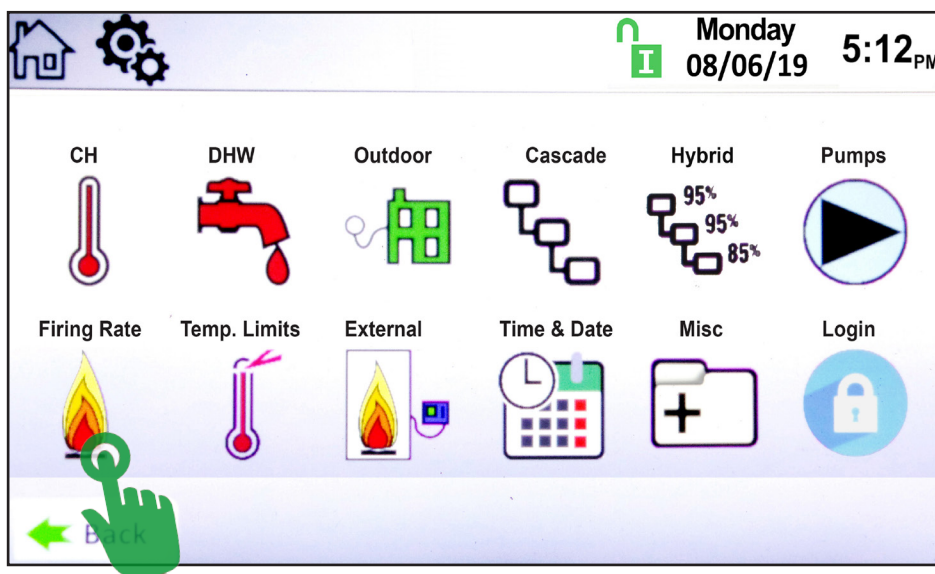 Monday
08/06/19
5:12PM
I
CH DHW Outdoor Cascade Hybrid Pumps
95%
95%
85%
Firing Rate Temp. Limits External Time & Date Misc Login
Back